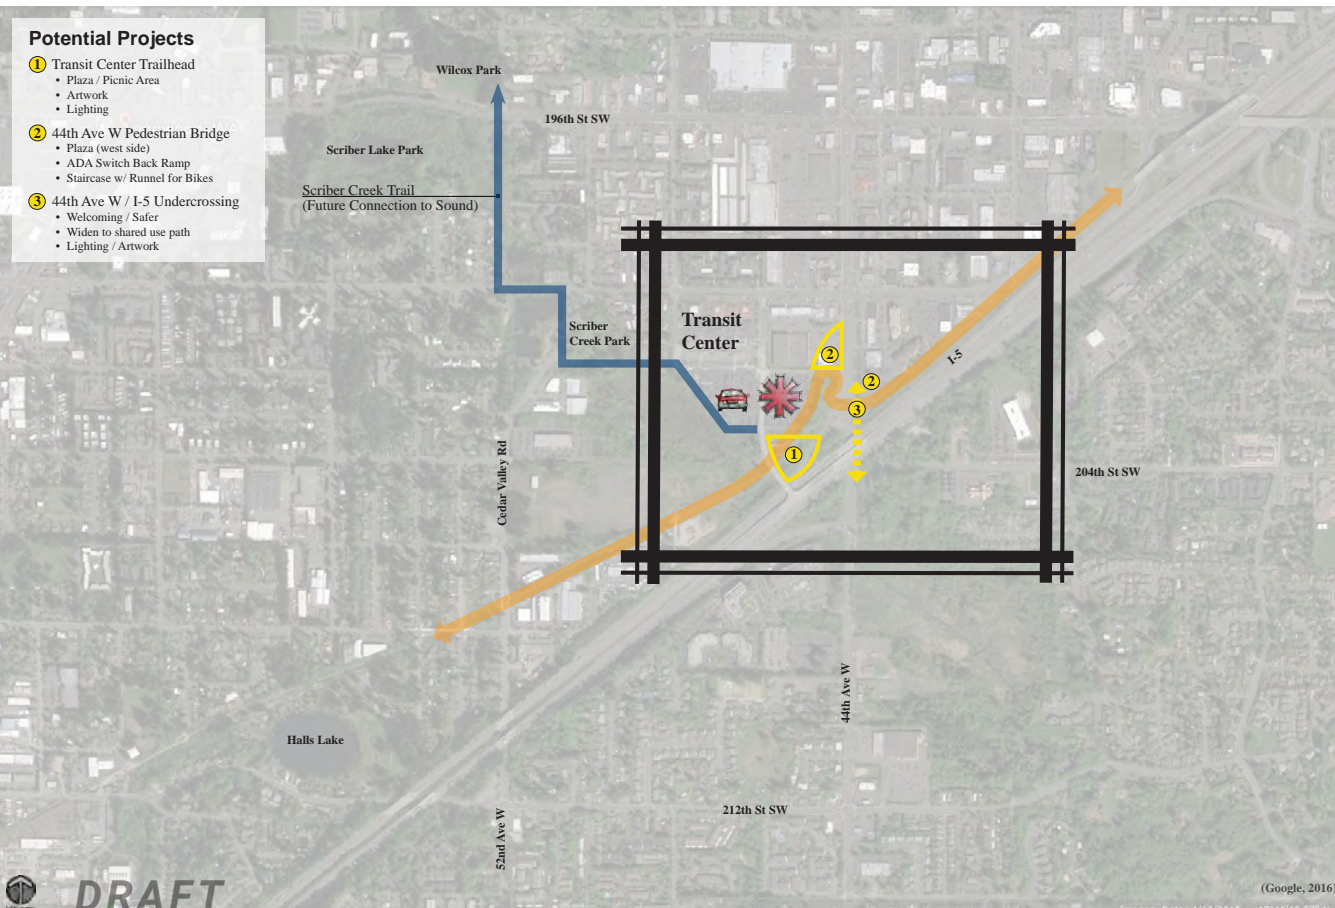 Potential Projects
1 Transit Center Trailhead
• Plaza / Picnic Area
• Artwork
• Lighting
2 44th Ave W Pedestrian Bridge
• Plaza (west side)
• ADA Switch Back Ramp
• Staircase w/ Runnel for Bikes
3 44th Ave W / I-5 Undercrossing
• Welcoming / Safer
• Widen to shared use path
• Lighting / Artwork
Wilcox Park
196th St SW
Scriber Lake Park
Scriber Creek Trail
(Future Connection to Sound)
Scriber
Creek Park
Transit
Center
2
I-5
2
3
1
Cedar Valley Rd
204th St SW
44th Ave W
Halls Lake
212th St SW
52nd Ave W
DRAFT
(Google, 2016)